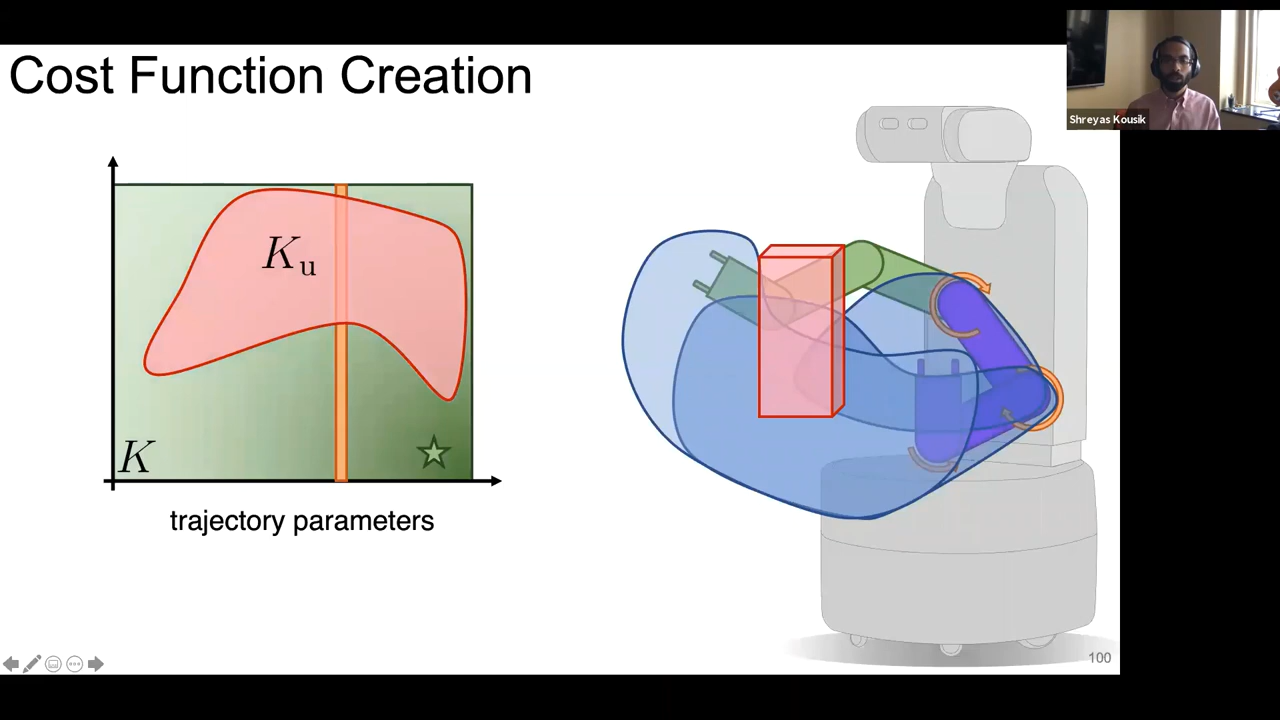 Cost Function Creation
Shreyas Kousik
K_u
K
trajectory parameters
100